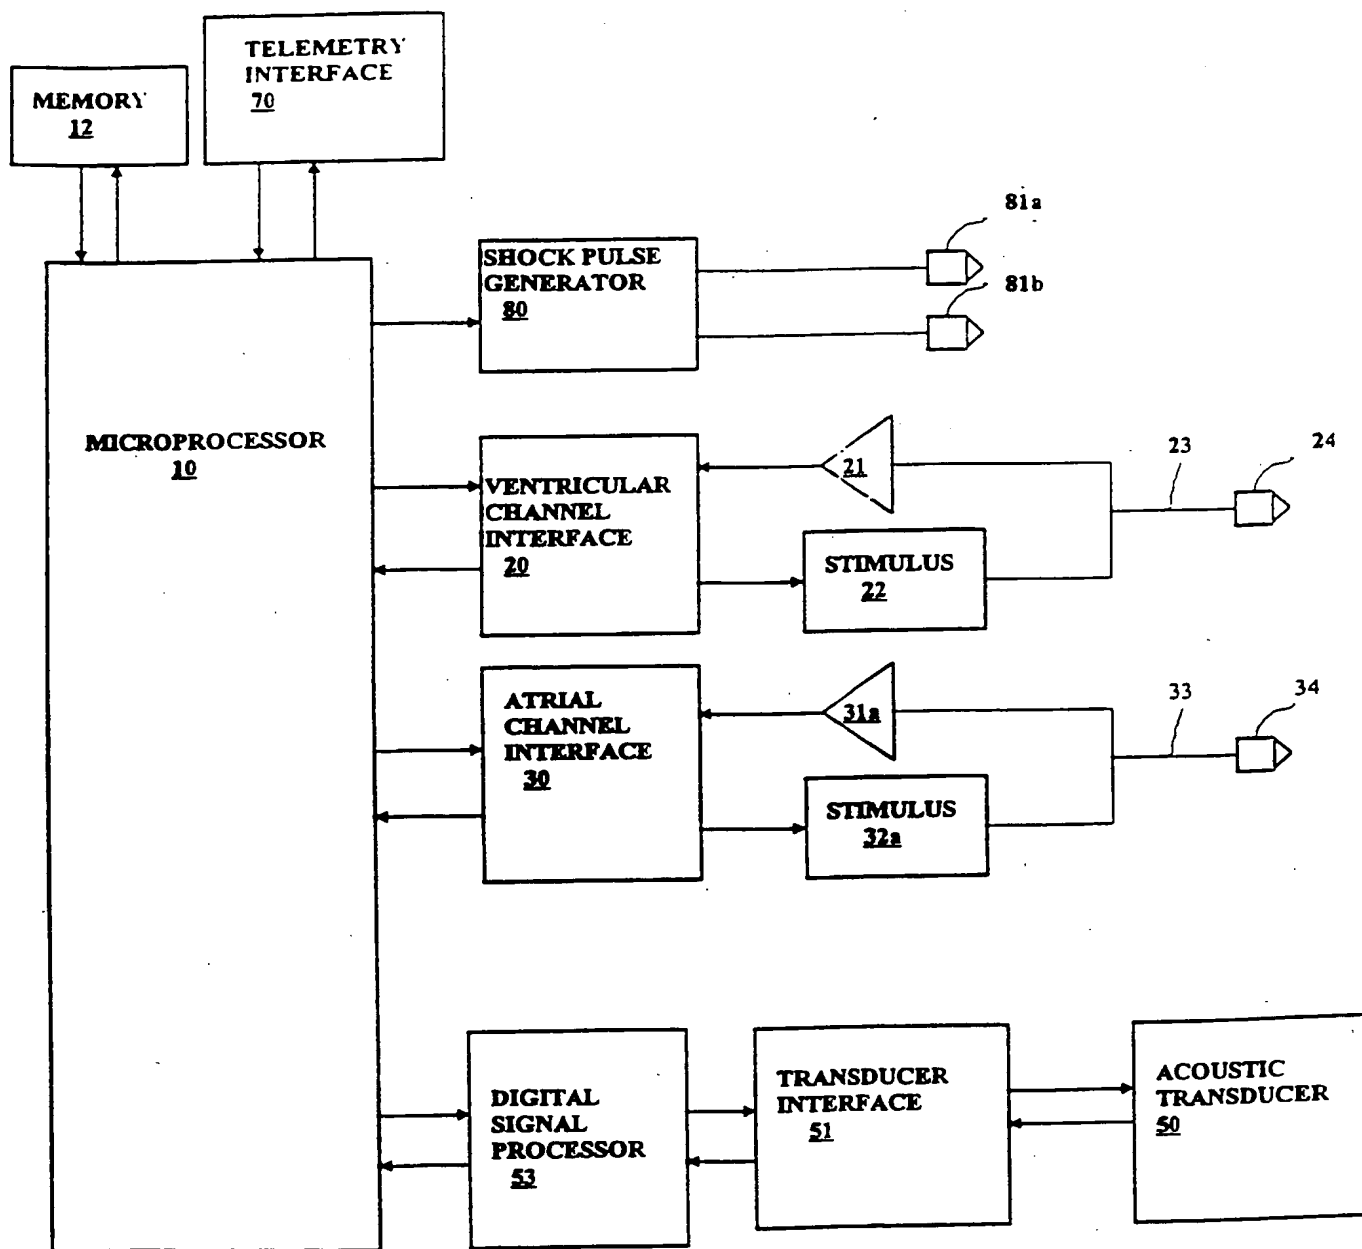 TELEMETRY
INTERFACE
70
MEMORY
12
81a
SHOCK PULSE
GENERATOR
80
81b
MICROPROCESSOR
10
VENTRICULAR
CHANNEL
INTERFACE
20
21
23
24
STIMULUS
22
ATRIAL
CHANNEL
INTERFACE
30
31a
33
34
STIMULUS
32a
DIGITAL
SIGNAL
PROCESSOR
53
TRANSDUCER
INTERFACE
51
ACOUSTIC
TRANSDUCER
50